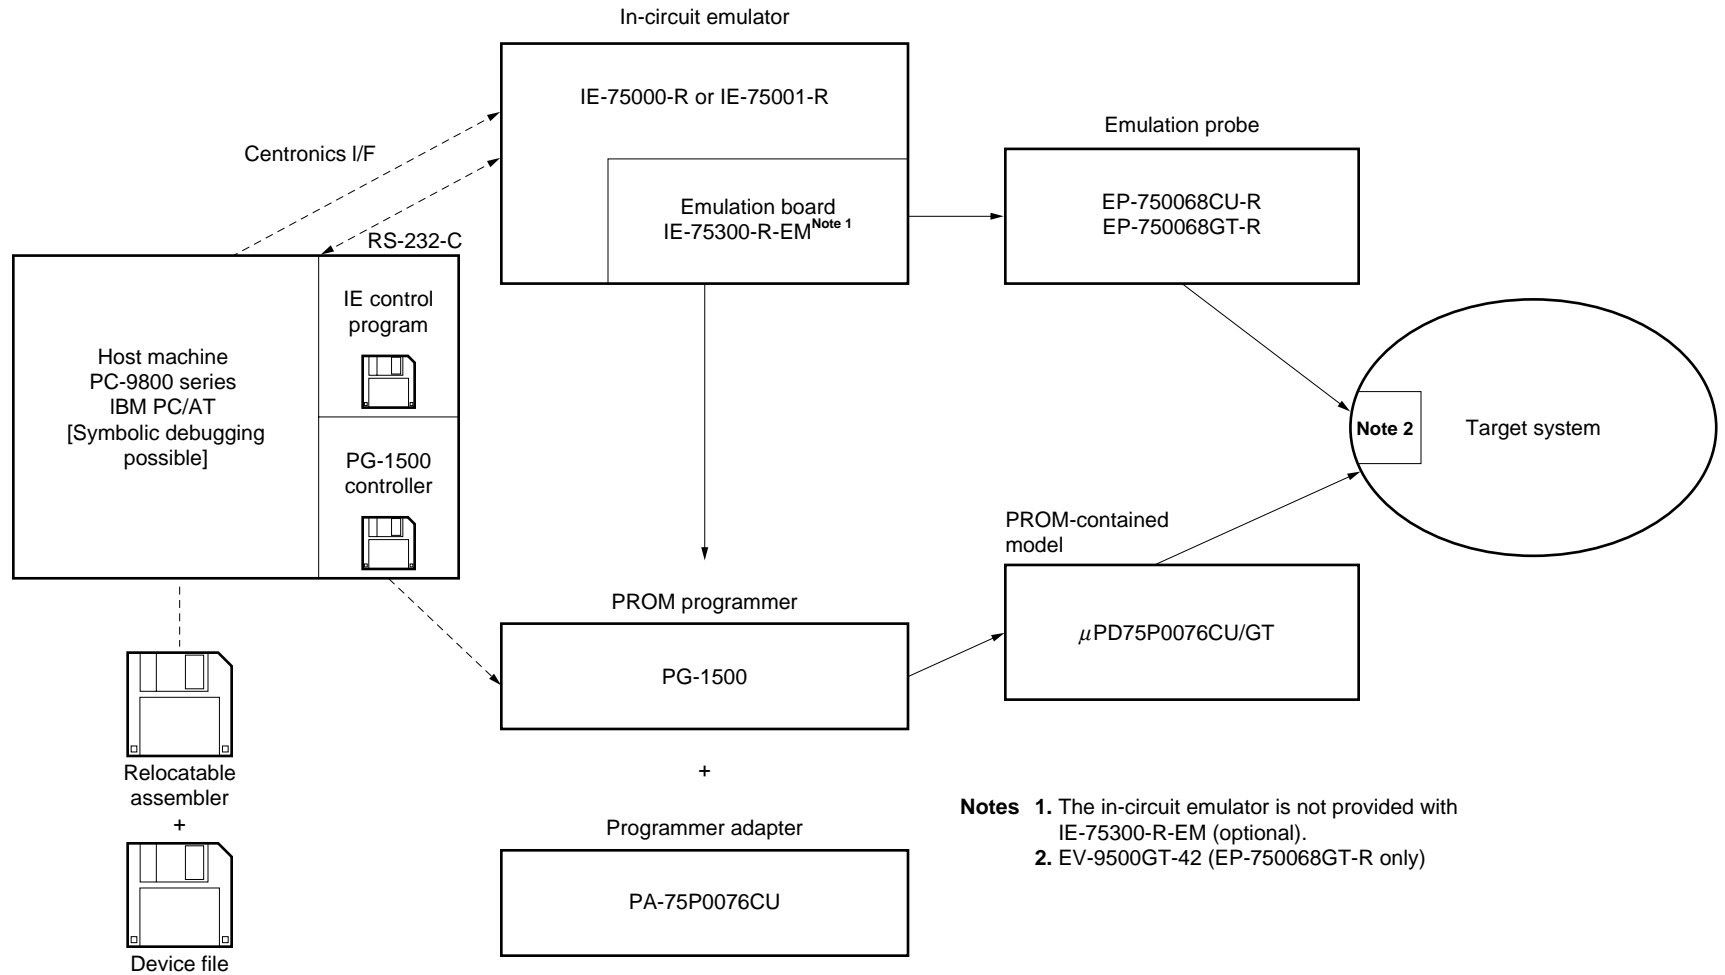 In-circuit emulator
IE-75000-R or IE-75001-R
Centronics I/F
Emulation probe
Emulation board
IE-75300-R-EM Note 1
EP-750068CU-R
EP-750068GT-R
RS-232-C
IE control
program
Host machine
PC-9800 series
IBM PC/AT
[Symbolic debugging
possible]
PG-1500
controller
Note 2
Target system
PROM-contained
model
μPD75P0076CU/GT
PROM programmer
PG-1500
+
Programmer adapter
PA-75P0076CU
Relocatable
assembler
+
Device file
Notes 1. The in-circuit emulator is not provided with
IE-75300-R-EM (optional).
2. EV-9500GT-42 (EP-750068GT-R only)